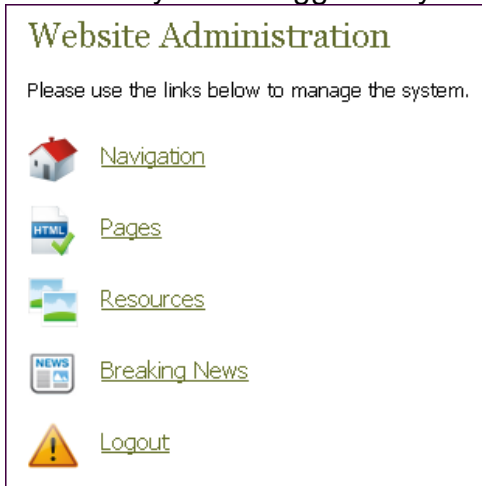 Website Administration
Please use the links below to manage the system.
Navigation
HTML
Pages
Resources
NEWS
Breaking News
Logout